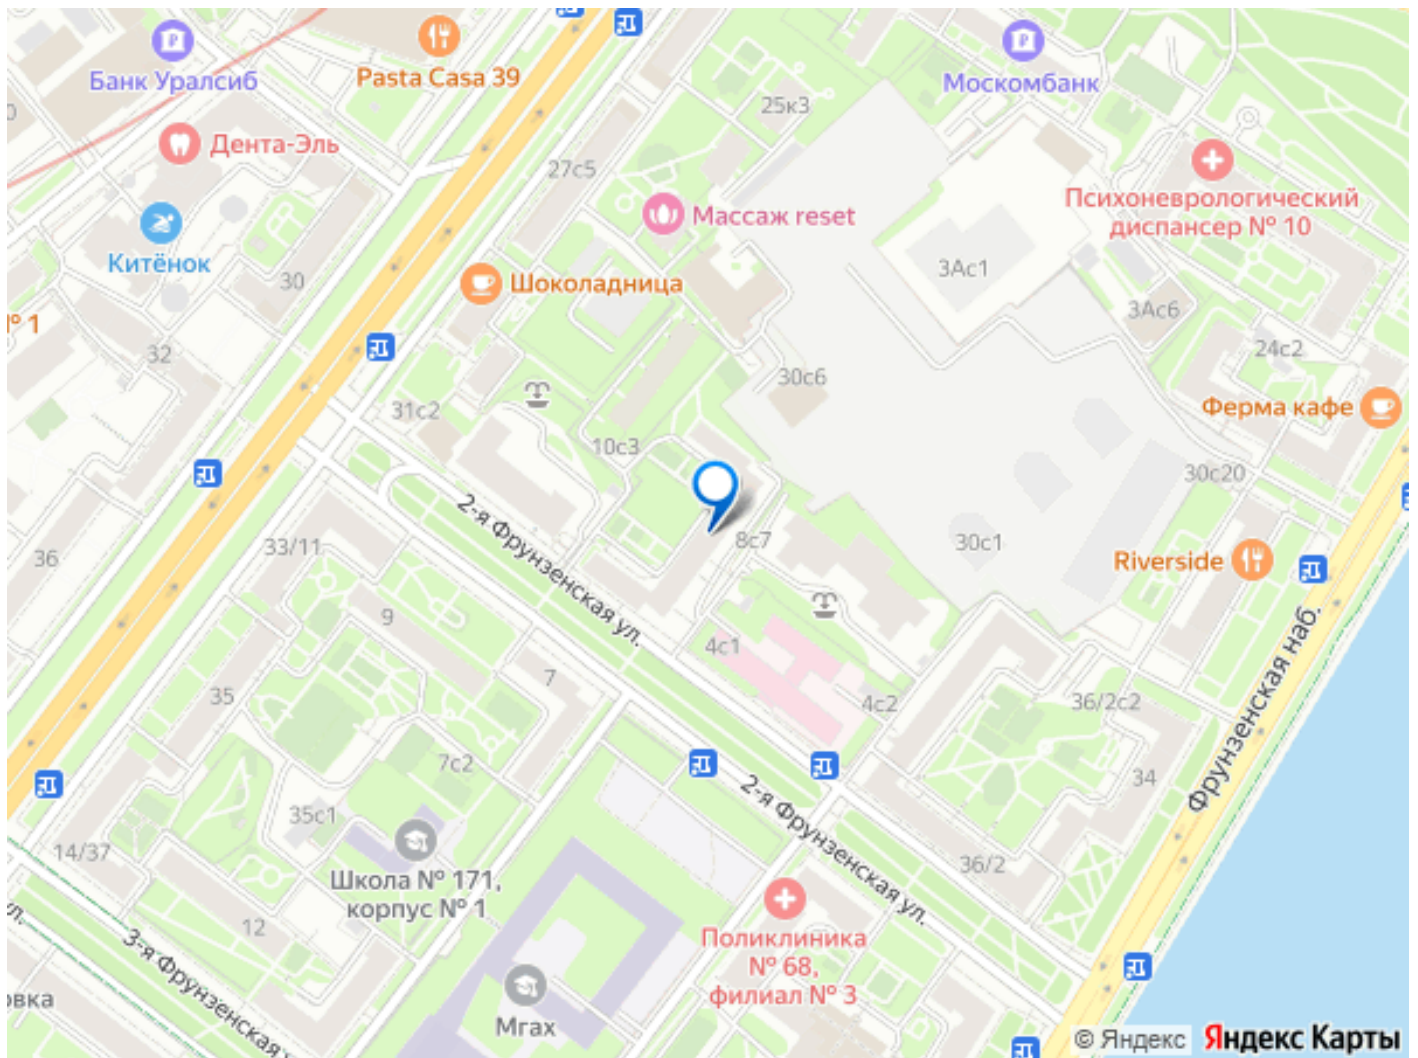 Банк Уралсиб
Pasta Casa 39
Москомбанк
25к3
Дента-Эль
27с5
Массаж reset
Психоневрологический
диспансер № 10
Китёнок
30
Шоколадница
3Ас1
3Ас6
№ 1
32
24с2
30с6
31с2
Ферма кафе
10с3
30с20
2-я Фрунзенская ул.
33/11
8с7
30с1
Riverside
36
9
4с1
Фрунзенская наб.
35
7
4с2
36/2с2
7с2
34
35с1
2-я Фрунзенская ул.
14/37
36/2
Школа № 171,
корпус № 1
12
Поликлиника
№ 68,
филиал № 3
3-я Фрунзенская
Мгах
© Яндекс Яндекс Карты